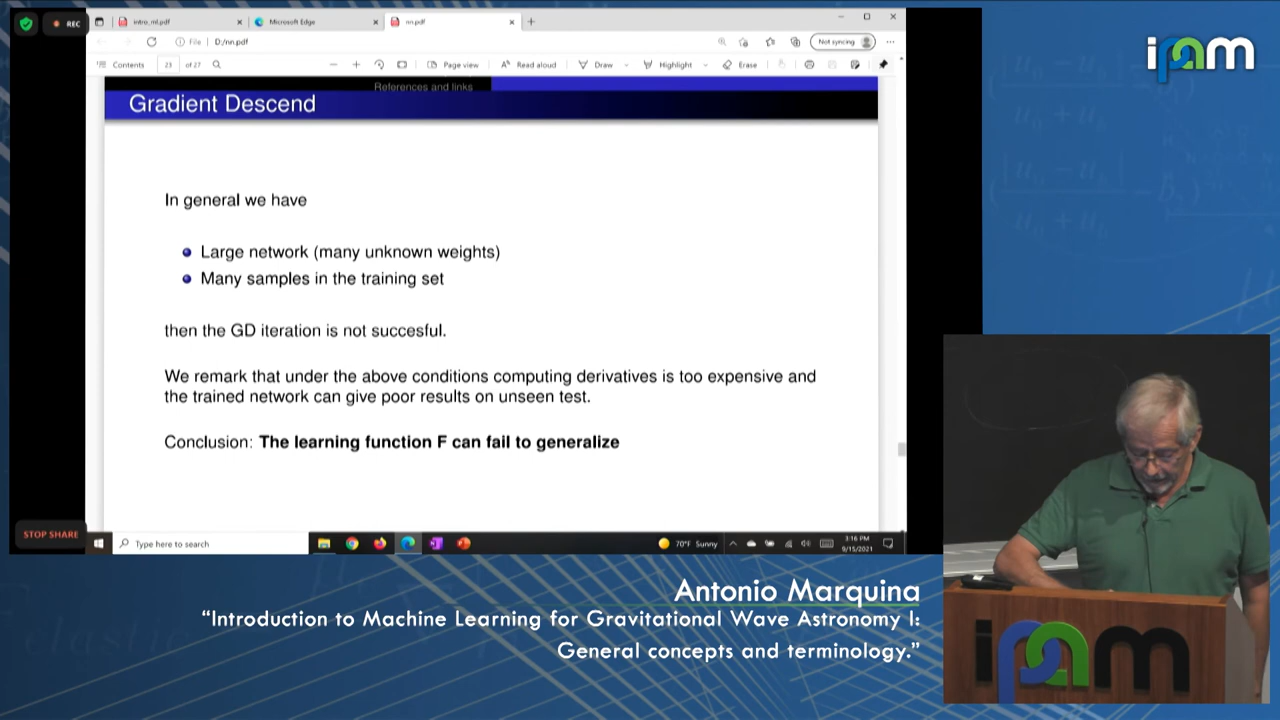 REC
intro_ml.pdf
Microsoft Edge
nn.pdf
ipam
File
D:/nn.pdf
Not syncing
Contents
23
of 27
Page view
Read aloud
Draw
Highlight
Erase
References and links
Gradient Descend
In general we have
Large network (many unknown weights)
Many samples in the training set
then the GD iteration is not succesful.
We remark that under the above conditions computing derivatives is too expensive and
the trained network can give poor results on unseen test.
Conclusion: The learning function F can fail to generalize
STOP SHARE
Type here to search
70°F Sunny
3:16 PM
9/15/2021
Antonio Marquina
“Introduction to Machine Learning for Gravitational Wave Astronomy I:
General concepts and terminology.”
ipam